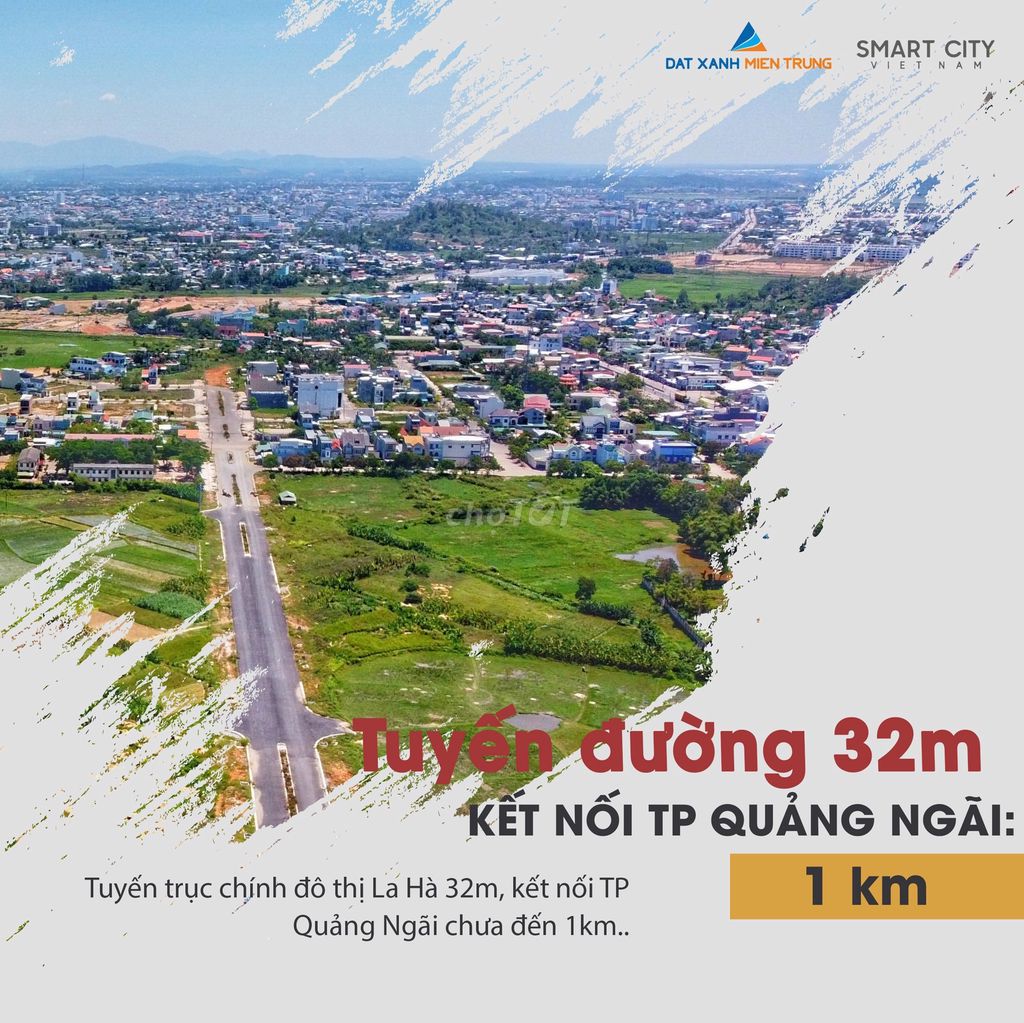 DAT XANH MIEN TRUNG
SMART CITY
VIET NAM
choTỐT
Tuyến đường 32m
KẾT NỐI TP QUẢNG NGÃI:
1 km
Tuyến trục chính đô thị La Hà 32m, kết nối TP
Quảng Ngãi chưa đến 1km..